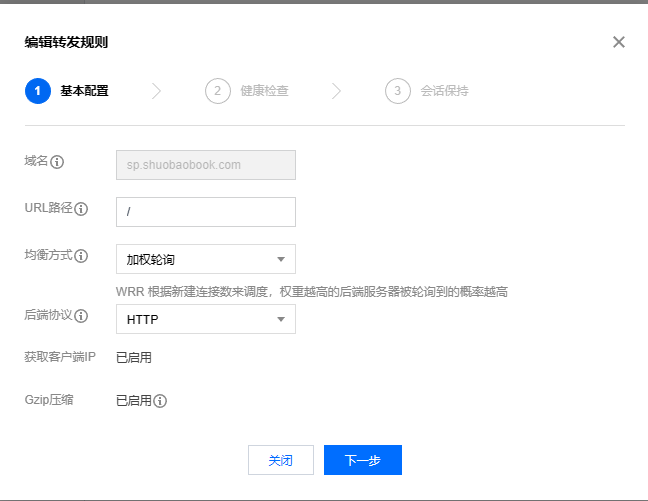 编辑转发规则
1 基本配置 2 健康检查 3 会话保持
域名 sp.shuobaobook.com
URL路径 /
均衡方式 加权轮询
WRR 根据新建连接数来调度，权重越高的后端服务器被轮询到的概率越高
后端协议 HTTP
获取客户端IP 已启用
Gzip压缩 已启用
关闭 下一步